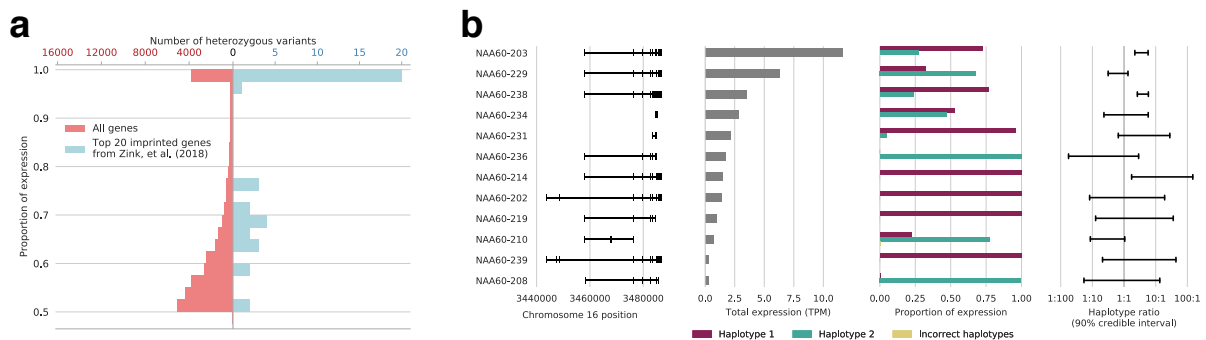 a
Number of heterozygous variants
16000 12000 8000 4000 0 5 10 15 20
1.0
0.9
0.8
0.7
0.6
0.5
Proportion of expression
All genes
Top 20 imprinted genes
from Zink, et al. (2018)
b
NAA60-203
NAA60-229
NAA60-238
NAA60-234
NAA60-231
NAA60-236
NAA60-214
NAA60-202
NAA60-219
NAA60-210
NAA60-239
NAA60-208
3440000 3460000 3480000
Chromosome 16 position
0.0 2.5 5.0 7.5 10.0
Total expression (TPM)
0.00 0.25 0.50 0.75 1.00
Proportion of expression
1:100 1:10 1:1 10:1 100:1
Haplotype ratio
(90% credible interval)
Haplotype 1 Haplotype 2 Incorrect haplotypes